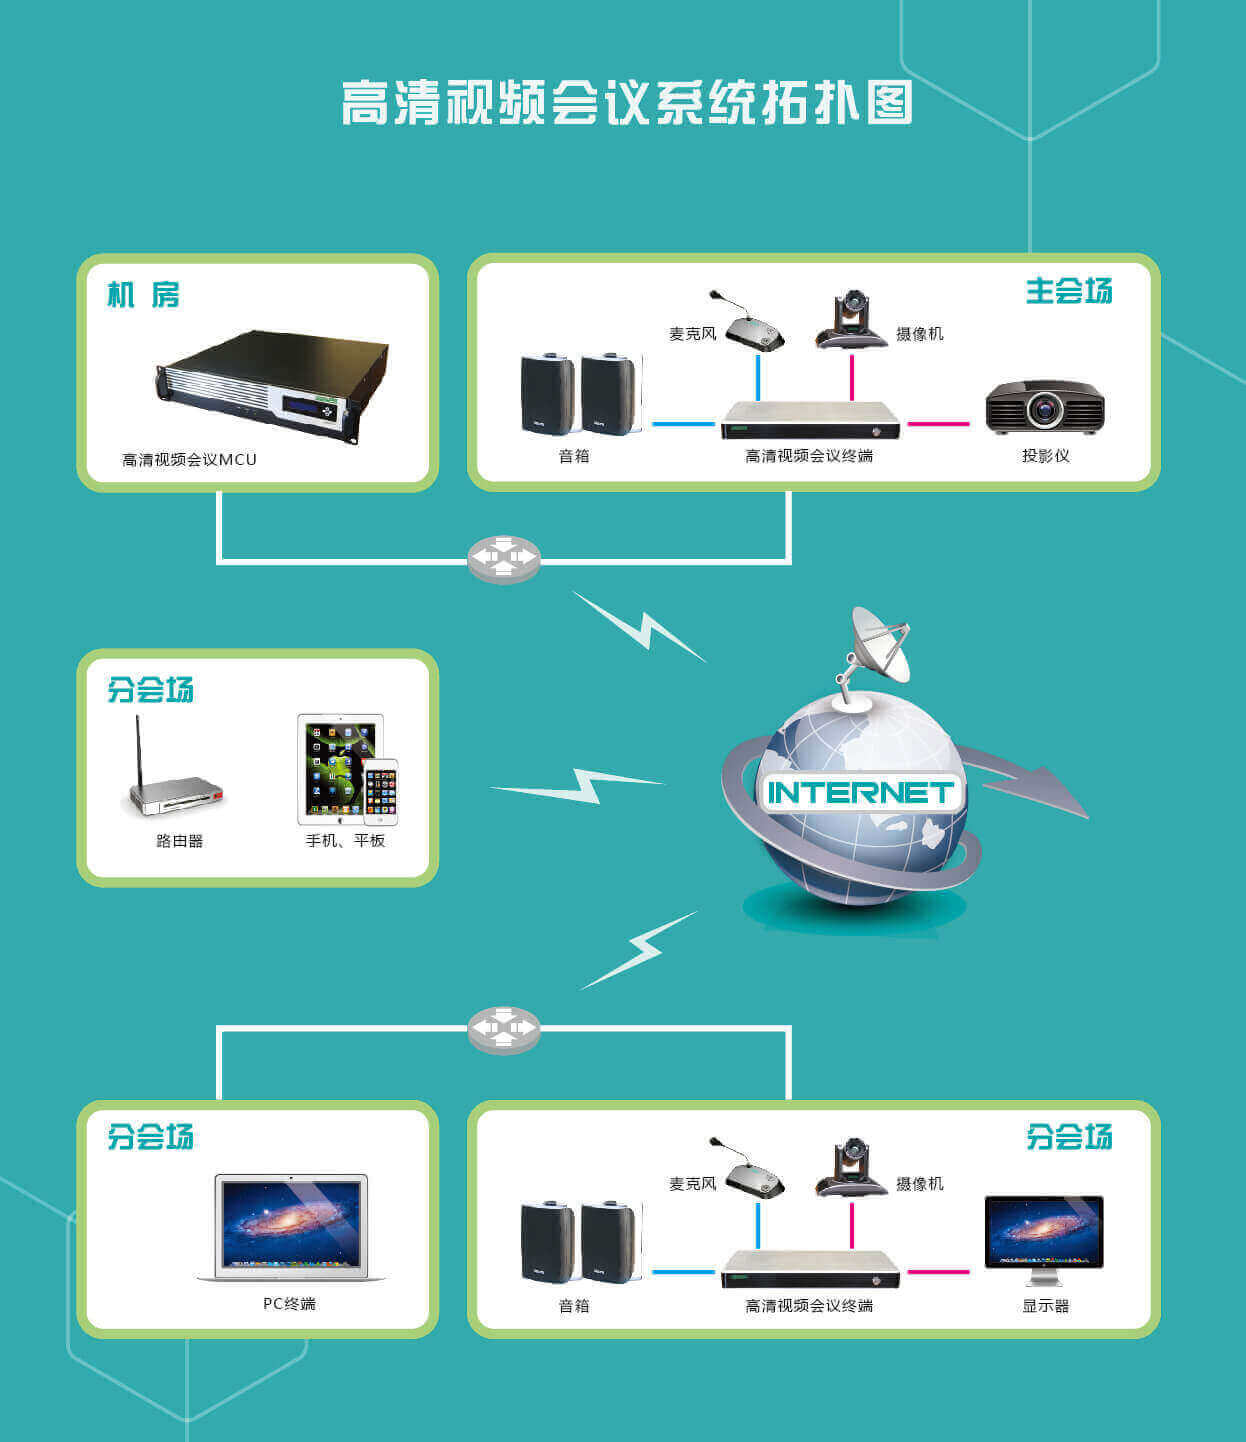 高清视频会议系统拓扑图
机 房
高清视频会议MCU
主会场
麦克风
摄像机
音箱
高清视频会议终端
投影仪
分会场
路由器
手机、平板
INTERNET
分会场
PC终端
分会场
麦克风
摄像机
音箱
高清视频会议终端
显示器